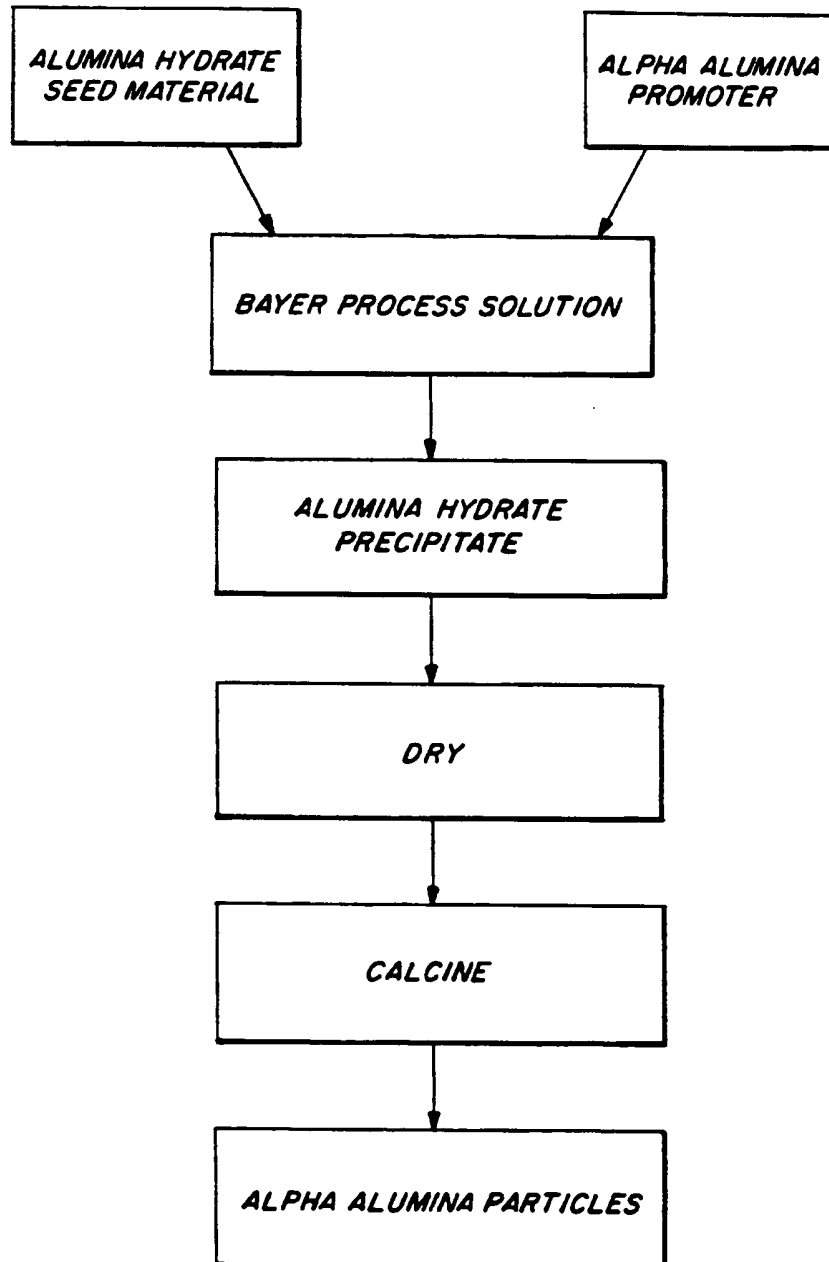 ALUMINA HYDRATE
SEED MATERIAL
ALPHA ALUMINA
PROMOTER
BAYER PROCESS SOLUTION
ALUMINA HYDRATE
PRECIPITATE
DRY
CALCINE
ALPHA ALUMINA PARTICLES